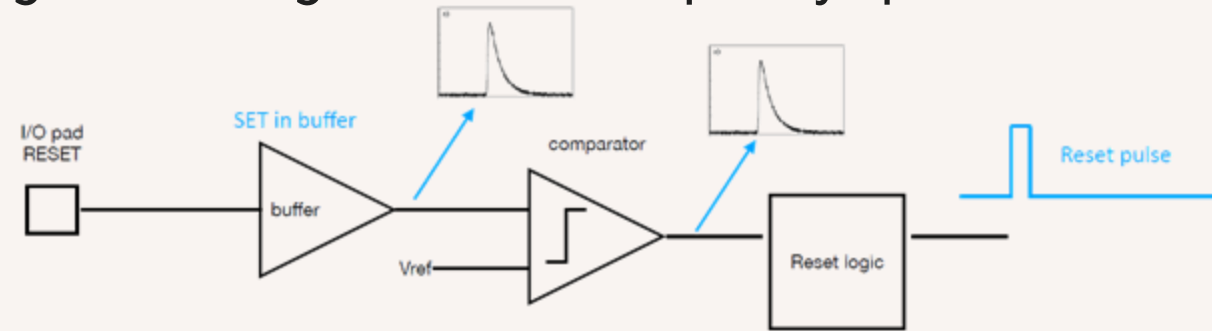 SET in buffer
I/O pad
RESET
comparator
Reset pulse
buffer
Vref
Reset logic